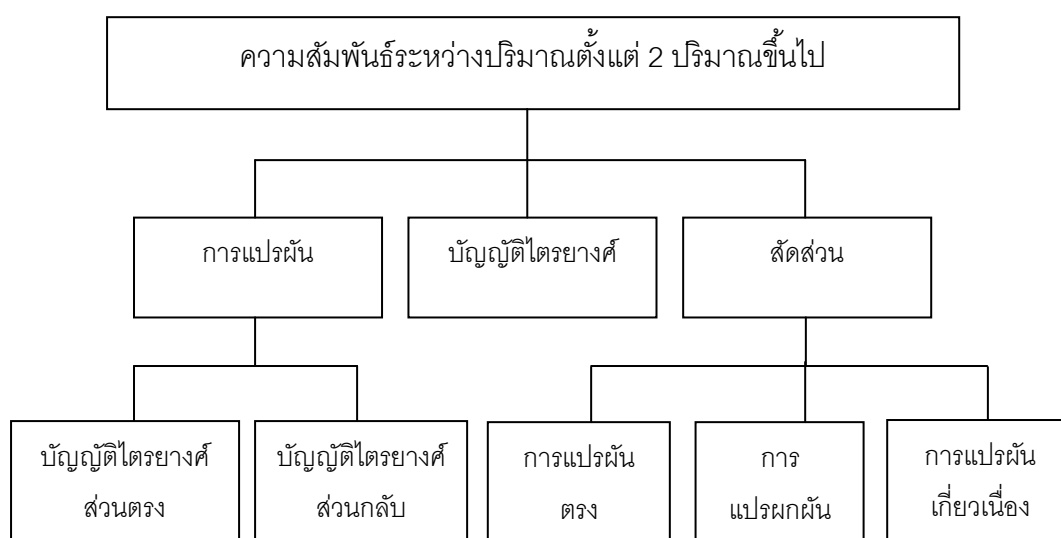 ความสัมพันธ์ระหว่างปริมาณตั้งแต่ 2 ปริมาณขึ้นไป
การแปรผัน
บัญญัติไตรยางศ์
สัดส่วน
บัญญัติไตรยางศ์
ส่วนตรง
บัญญัติไตรยางศ์
ส่วนกลับ
การแปรผัน
ตรง
การ
แปรผกผัน
การแปรผัน
เกี่ยวเนื่อง